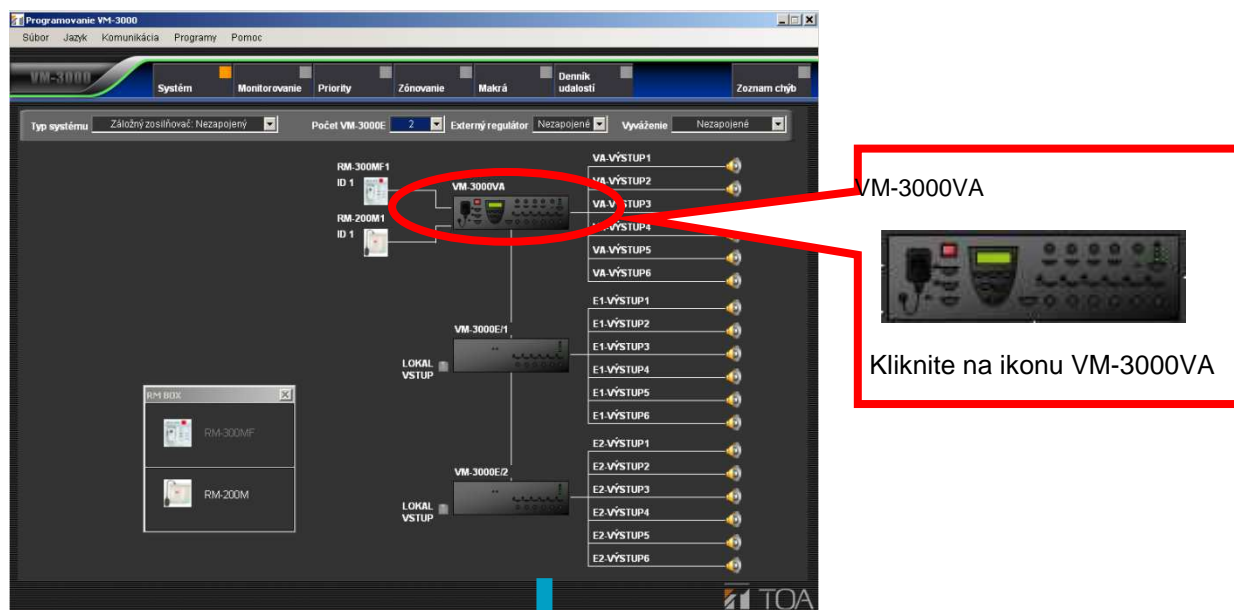 Programovanie VM-3000
Súbor Jazyk Komunikácia Programy Pomoc
VM-3000
Systém Monitorovanie Priority Zónovanie Makrá Denník udalostí Zoznam chýb
Typ systému Záložný zosilňovač: Nezapojený Počet VM-3000E 2 Externý regulátor Nezapojené Vyváženie Nezapojené
RM-300MF1
ID 1
RM-200M1
ID 1
VM-3000VA
VA-VÝSTUP1
VA-VÝSTUP2
VA-VÝSTUP3
VA-VÝSTUP4
VA-VÝSTUP5
VA-VÝSTUP6
VM-3000E/1
LOKAL
VSTUP
E1-VÝSTUP1
E1-VÝSTUP2
E1-VÝSTUP3
E1-VÝSTUP4
E1-VÝSTUP5
E1-VÝSTUP6
VM-3000E/2
LOKAL
VSTUP
E2-VÝSTUP1
E2-VÝSTUP2
E2-VÝSTUP3
E2-VÝSTUP4
E2-VÝSTUP5
E2-VÝSTUP6
RM BOX
RM-300MF
RM-200M
TOA
VM-3000VA
Kliknite na ikonu VM-3000VA